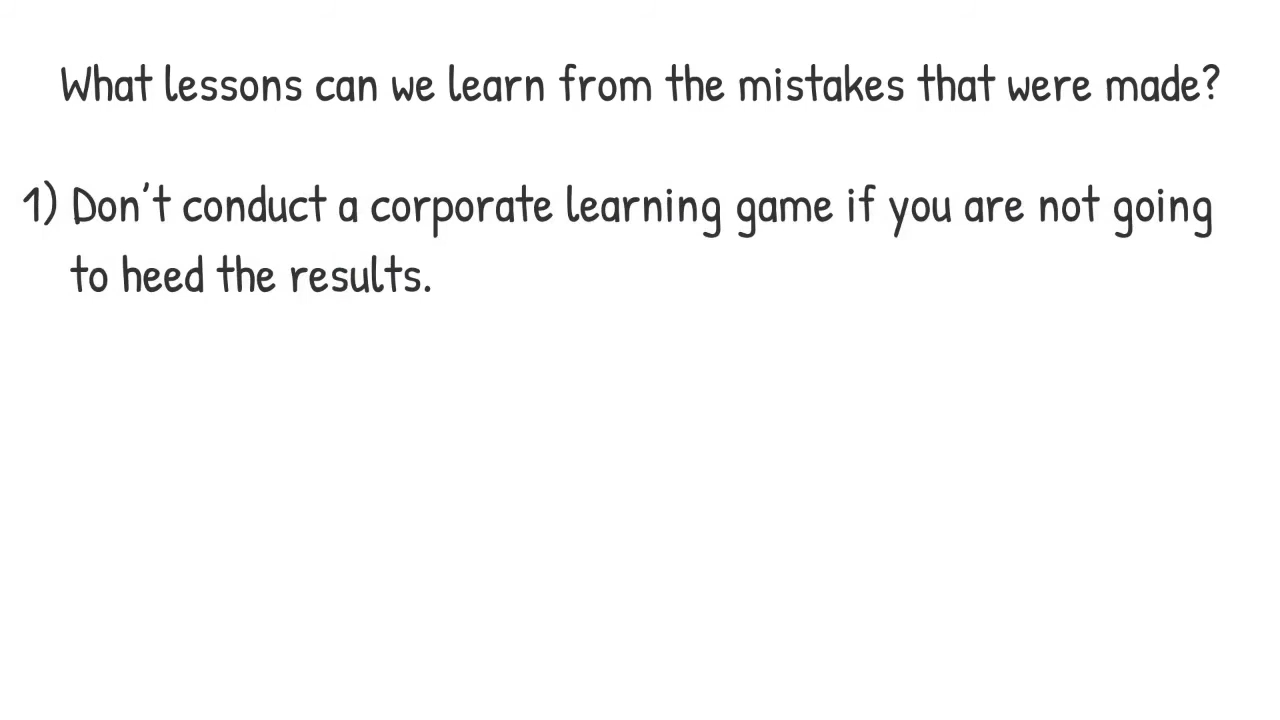 What lessons can we learn from the mistakes that were made?
1) Don't conduct a corporate learning game if you are not going
to heed the results.